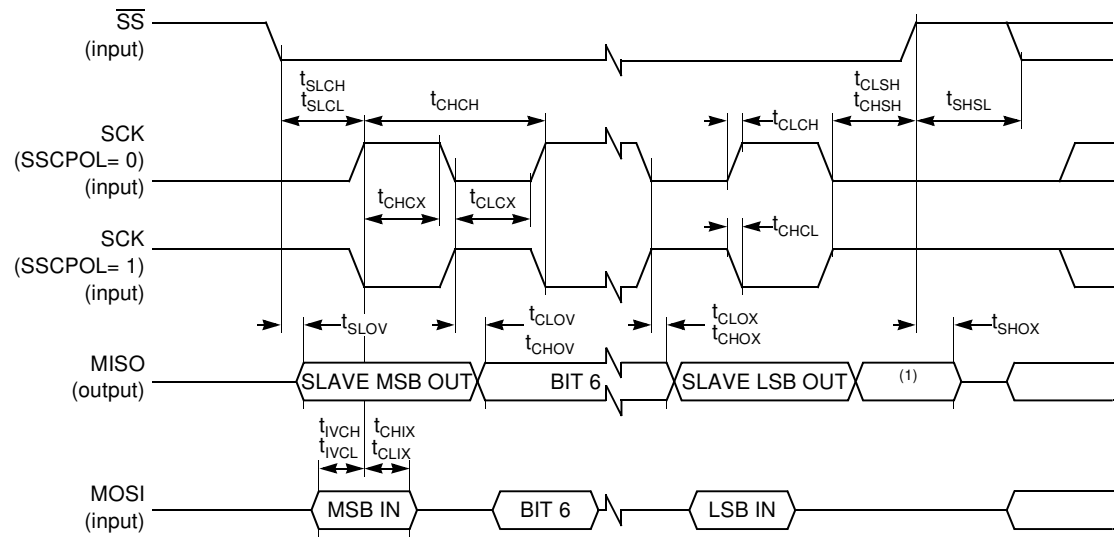 SS
(input)
tSLCH
tSLCL
tCHCH
tCLCH
tCLSH
tCHSH
tSHSL
SCK
(SSCPOL= 0)
(input)
tCHCX
tCLCX
SCK
(SSCPOL= 1)
(input)
tCHCL
tSLOV
tCLOV
tCHOV
tCLOX
tCHOX
tSHOX
MISO
(output)
SLAVE MSB OUT
BIT 6
SLAVE LSB OUT
(1)
tIVCH
tIVCL
tCHIX
tCLIX
MOSI
(input)
MSB IN
BIT 6
LSB IN